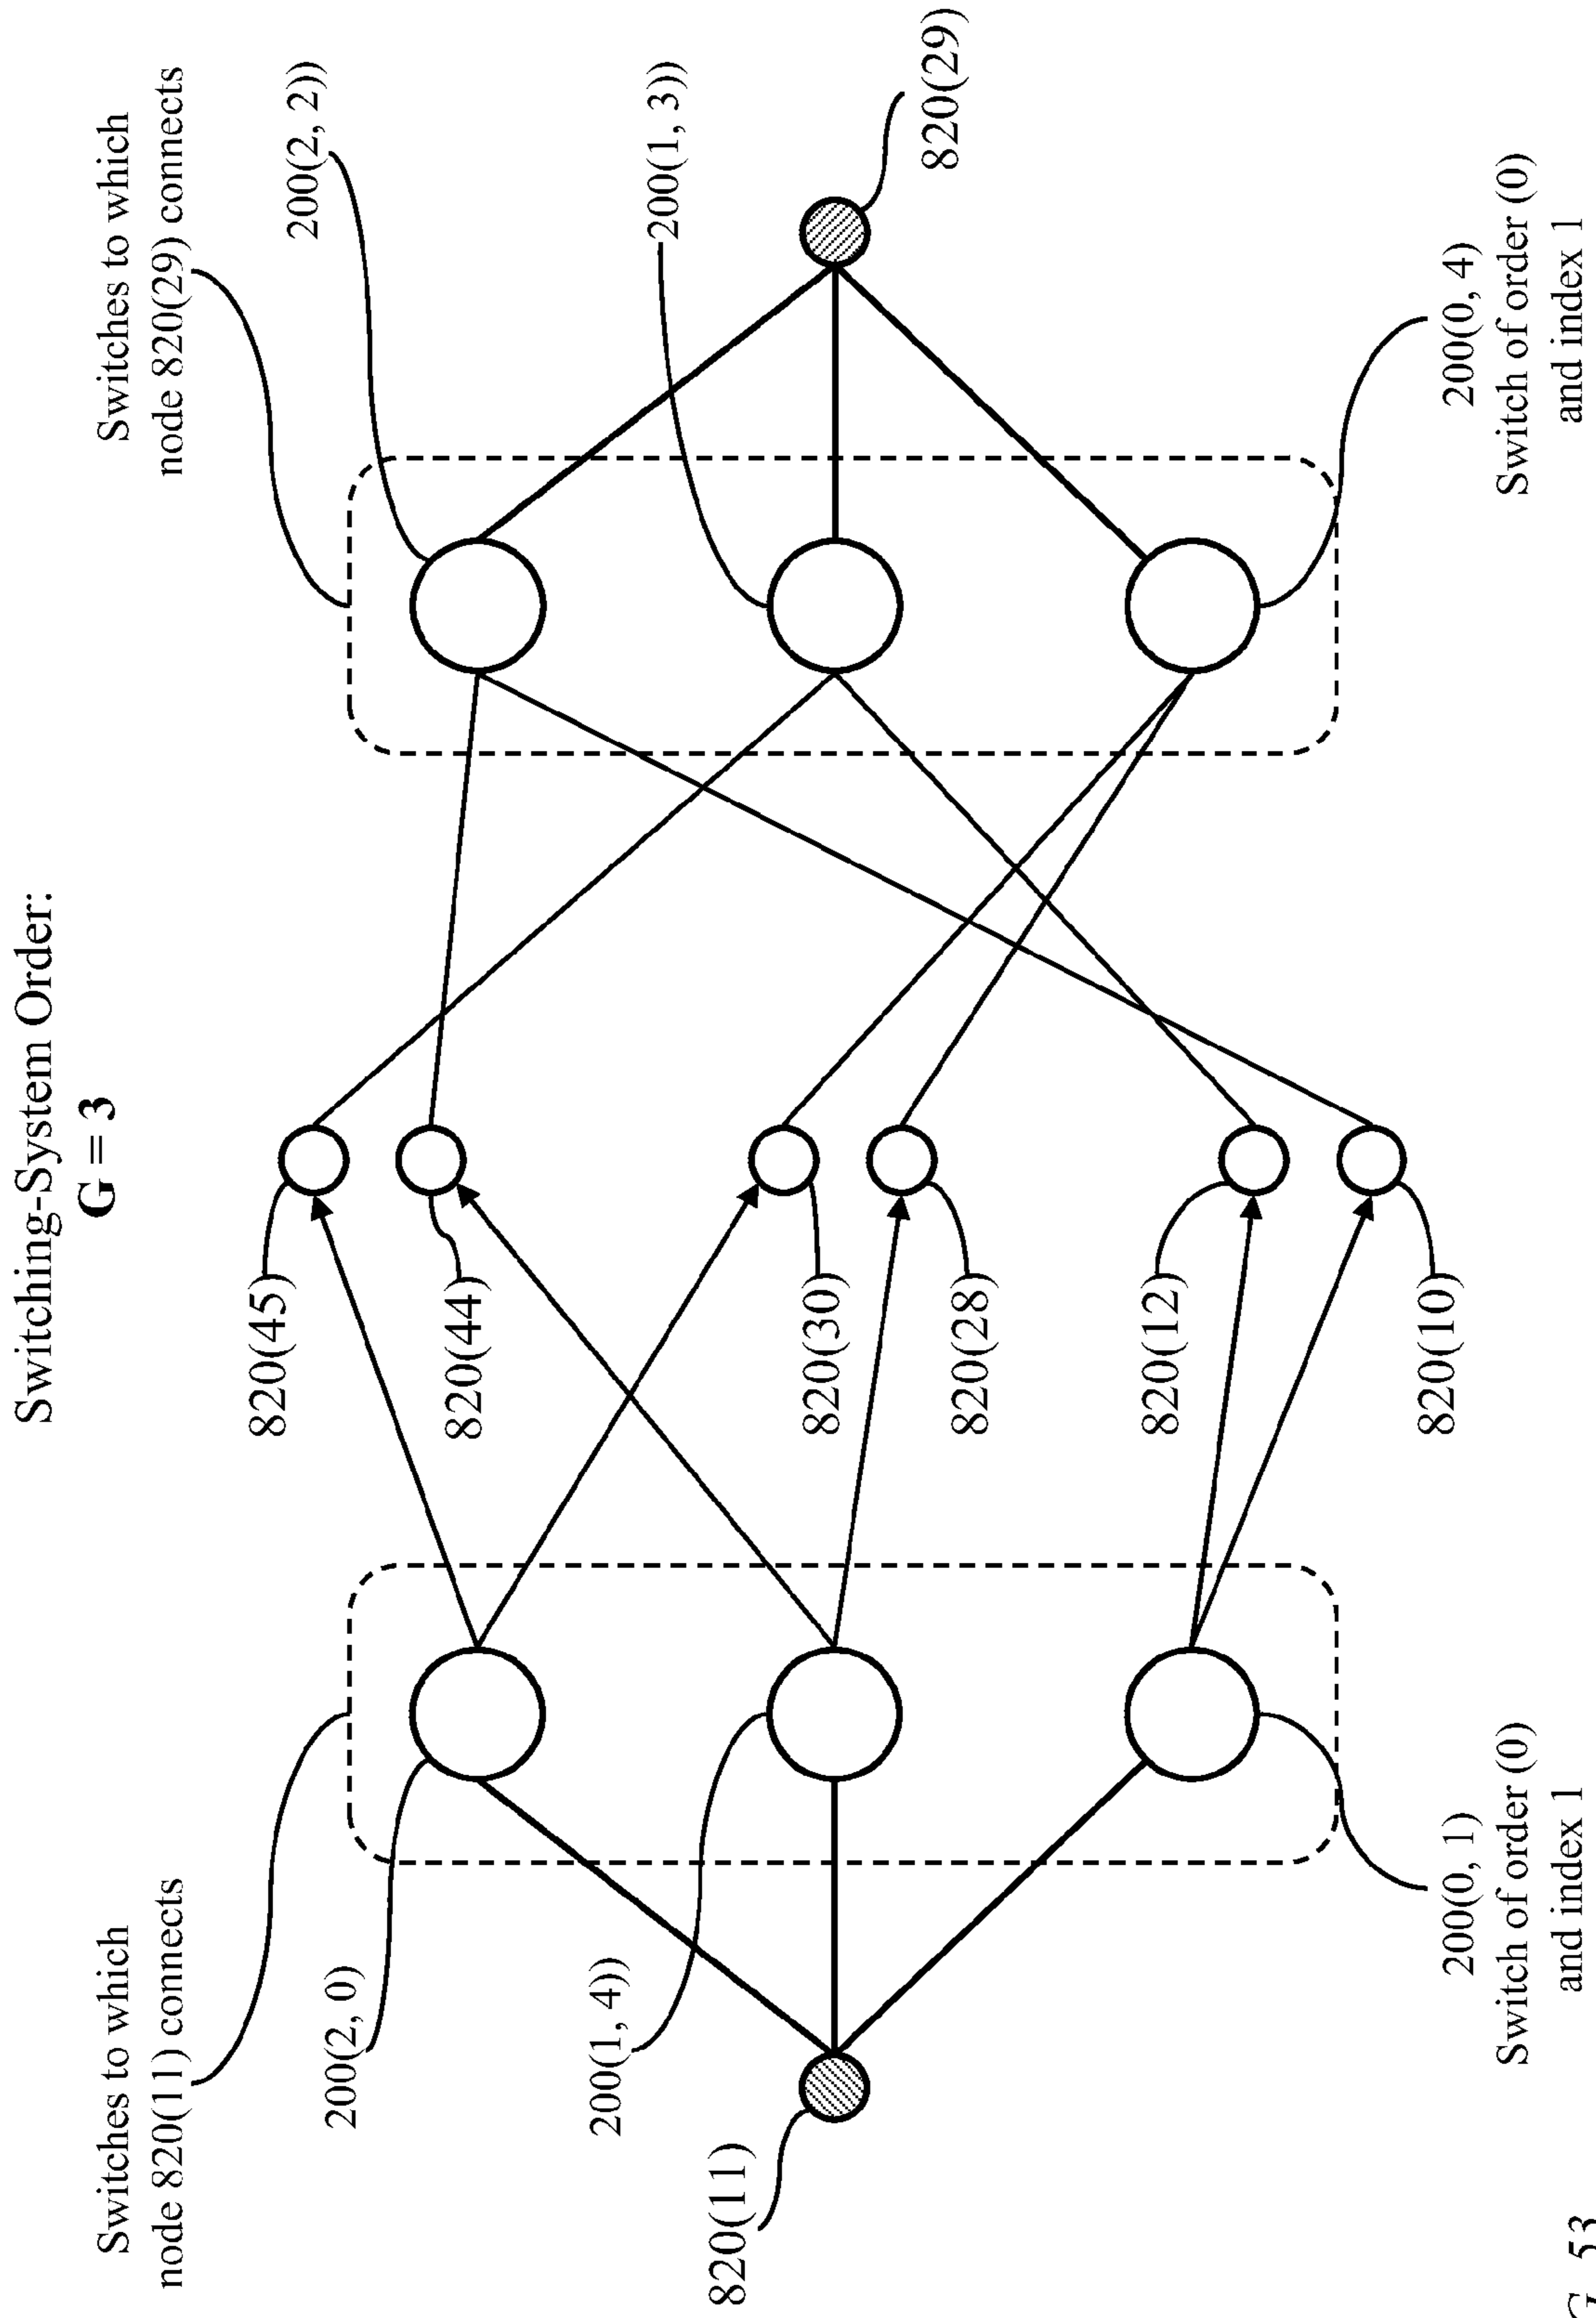 Switching-System Order:
G = 3
Switches to which
node 820(11) connects
Switches to which
node 820(29) connects
200(2, 0)
200(2, 2))
820(45)
820(44)
200(1, 4))
200(1, 3))
820(11)
820(30)
820(28)
820(29)
820(12)
820(10)
200(0, 1)
Switch of order (0)
and index 1
200(0, 4)
Switch of order (0)
and index 1
53